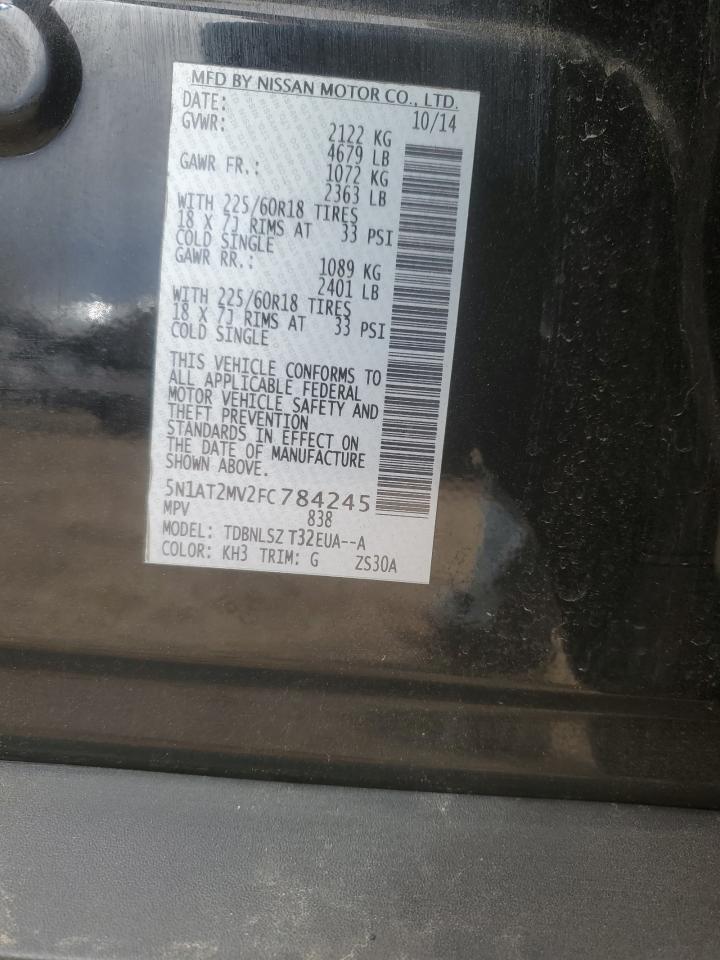 MFD BY NISSAN MOTOR CO., LTD.
DATE: 10/14
GVWR: 2122 KG
4679 LB
GAWR FR.: 1072 KG
2363 LB
WITH 225/60R18 TIRES
18 X 7J RIMS AT 33 PSI
COLD SINGLE
GAWR RR.: 1089 KG
2401 LB
WITH 225/60R18 TIRES
18 X 7J RIMS AT 33 PSI
COLD SINGLE
THIS VEHICLE CONFORMS TO
ALL APPLICABLE FEDERAL
MOTOR VEHICLE SAFETY AND
THEFT PREVENTION
STANDARDS IN EFFECT ON
THE DATE OF MANUFACTURE
SHOWN ABOVE.
5N1AT2MV2FC784245
MPV 838
MODEL: TDBNLSZ T32EUA--A
COLOR: KH3 TRIM: G ZS30A